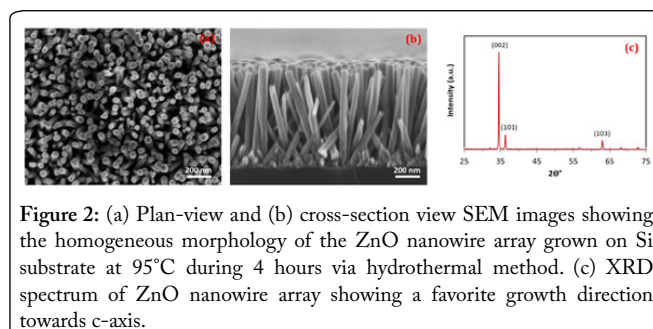 (a)
200 nm
(b)
200 nm
(c)
(002)
(101)
(103)
Intensity (a.u.)
25 35 45 55 65 75
2Θ°
Figure 2: (a) Plan-view and (b) cross-section view SEM images showing
the homogeneous morphology of the ZnO nanowire array grown on Si
substrate at 95°C during 4 hours via hydrothermal method. (c) XRD
spectrum of ZnO nanowire array showing a favorite growth direction
towards c-axis.